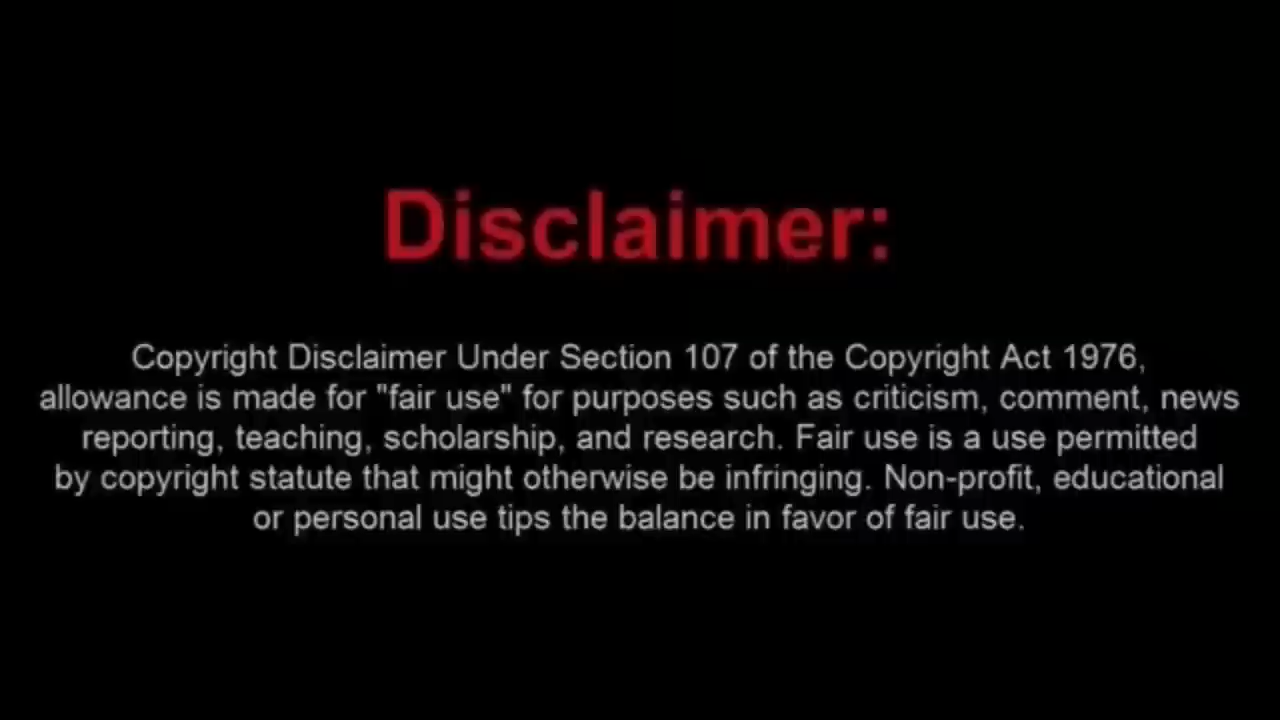 Disclaimer:
Copyright Disclaimer Under Section 107 of the Copyright Act 1976,
allowance is made for "fair use" for purposes such as criticism, comment, news
reporting, teaching, scholarship, and research. Fair use is a use permitted
by copyright statute that might otherwise be infringing. Non-profit, educational
or personal use tips the balance in favor of fair use.